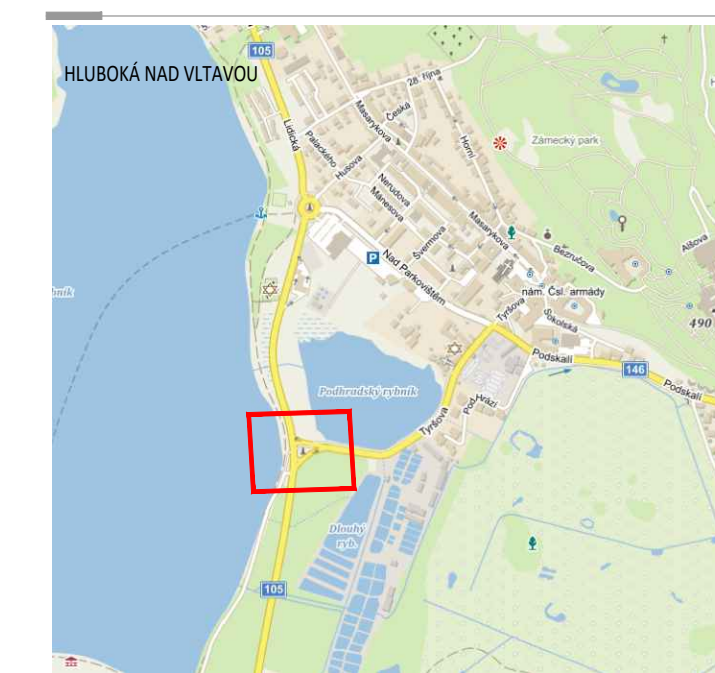 105
HLUBOKÁ NAD VLTAVOU
28. října
Česká
Masarykova
Lidická
Palackého
Husova
Horní
Zámecký park
Nerudova
Mánesova
Masarykova
Švermova
Bezručova
Alšova
P
Nad Parkovištěm
nám. Čsl. armády
Tyršova
Sokolská
490
Podskalí
146
Podskalí
Podhradský rybník
Pod Hrází
Tyršova
Dlouhý
ryb.
105